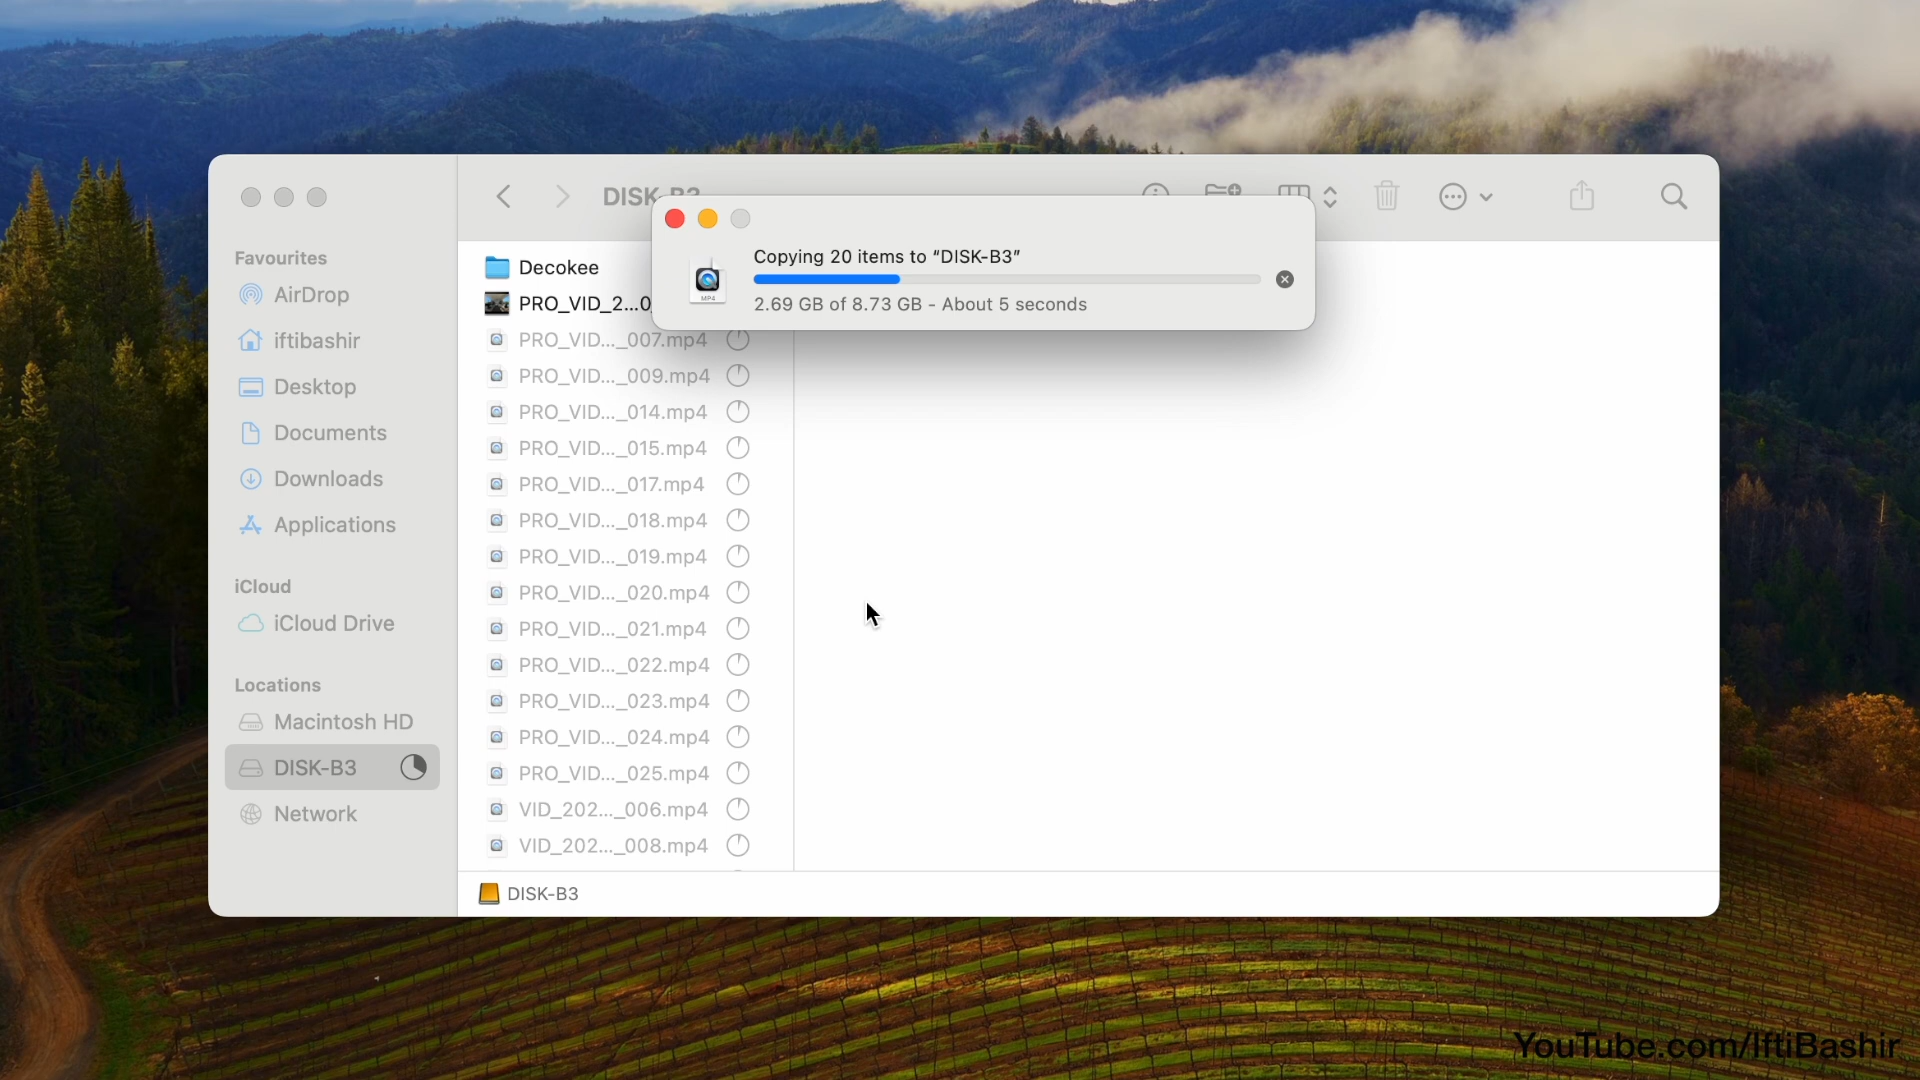 DISK-B3
Copying 20 items to “DISK-B3”
2.69 GB of 8.73 GB - About 5 seconds
MP4
Favourites
AirDrop
iftibashir
Desktop
Documents
Downloads
Applications
iCloud
iCloud Drive
Locations
Macintosh HD
DISK-B3
Network
Decokee
PRO_VID_2...0
PRO_VID..._007.mp4
PRO_VID..._009.mp4
PRO_VID..._014.mp4
PRO_VID..._015.mp4
PRO_VID..._017.mp4
PRO_VID..._018.mp4
PRO_VID..._019.mp4
PRO_VID..._020.mp4
PRO_VID..._021.mp4
PRO_VID..._022.mp4
PRO_VID..._023.mp4
PRO_VID..._024.mp4
PRO_VID..._025.mp4
VID_202..._006.mp4
VID_202..._008.mp4
DISK-B3
YouTube.com/IftiBashir